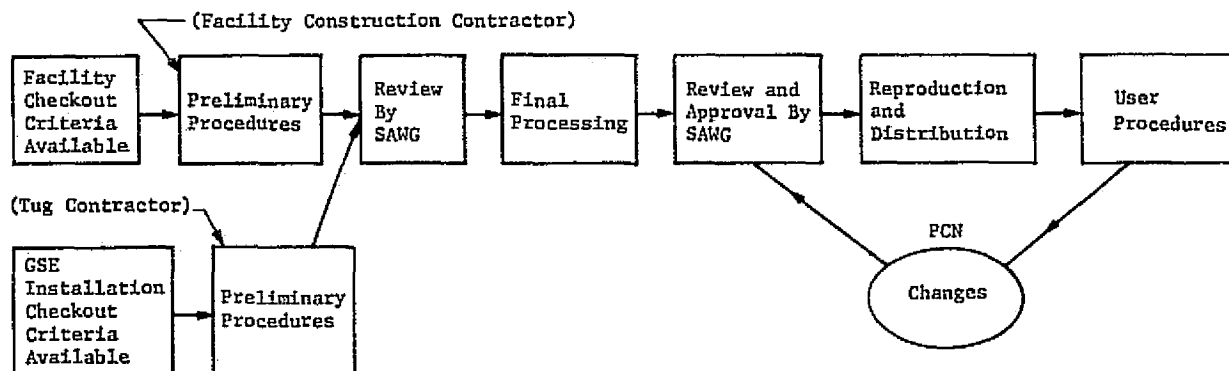 (Facility Construction Contractor)
Facility
Checkout
Criteria
Available
Preliminary
Procedures
Review
By
SAWG
Final
Processing
Review and
Approval By
SAWG
Reproduction
and
Distribution
User
Procedures
(Tug Contractor)
GSE
Installation
Checkout
Criteria
Available
Preliminary
Procedures
PCN
Changes